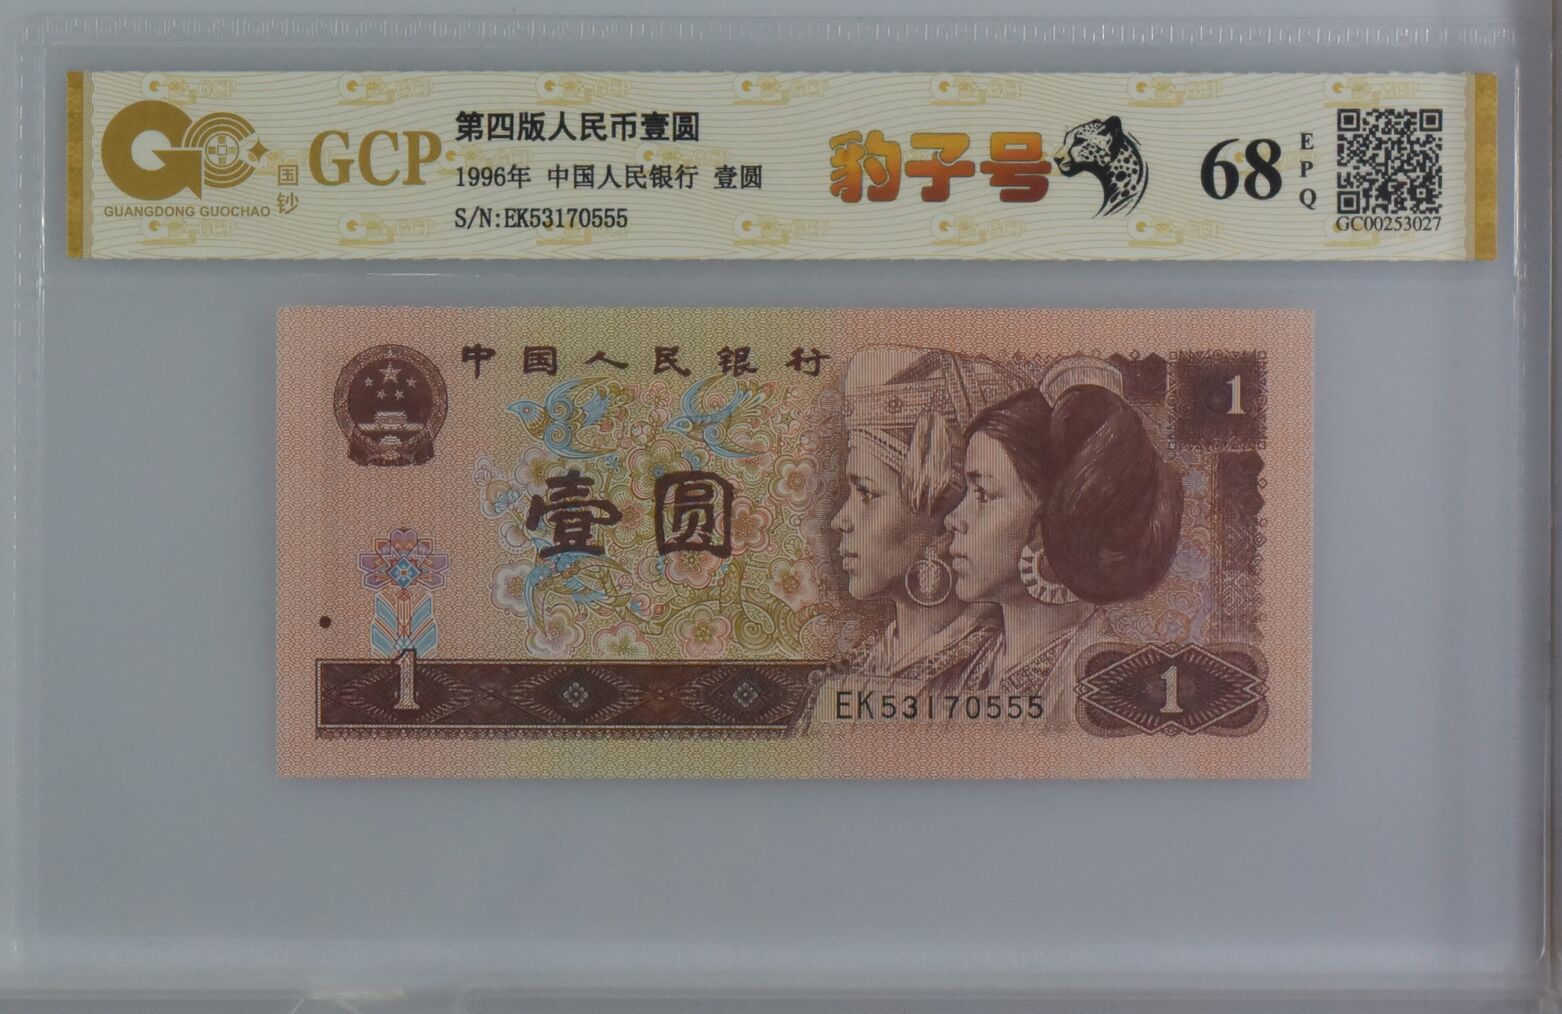 GCP
国钞
GUANGDONG GUOCHAO
第四版人民币壹圆
1996年 中国人民银行 壹圆
S/N:EK53170555
豹子号
68
EPQ
GC00253027
中国人民银行
1
壹圆
1
EK53170555
1